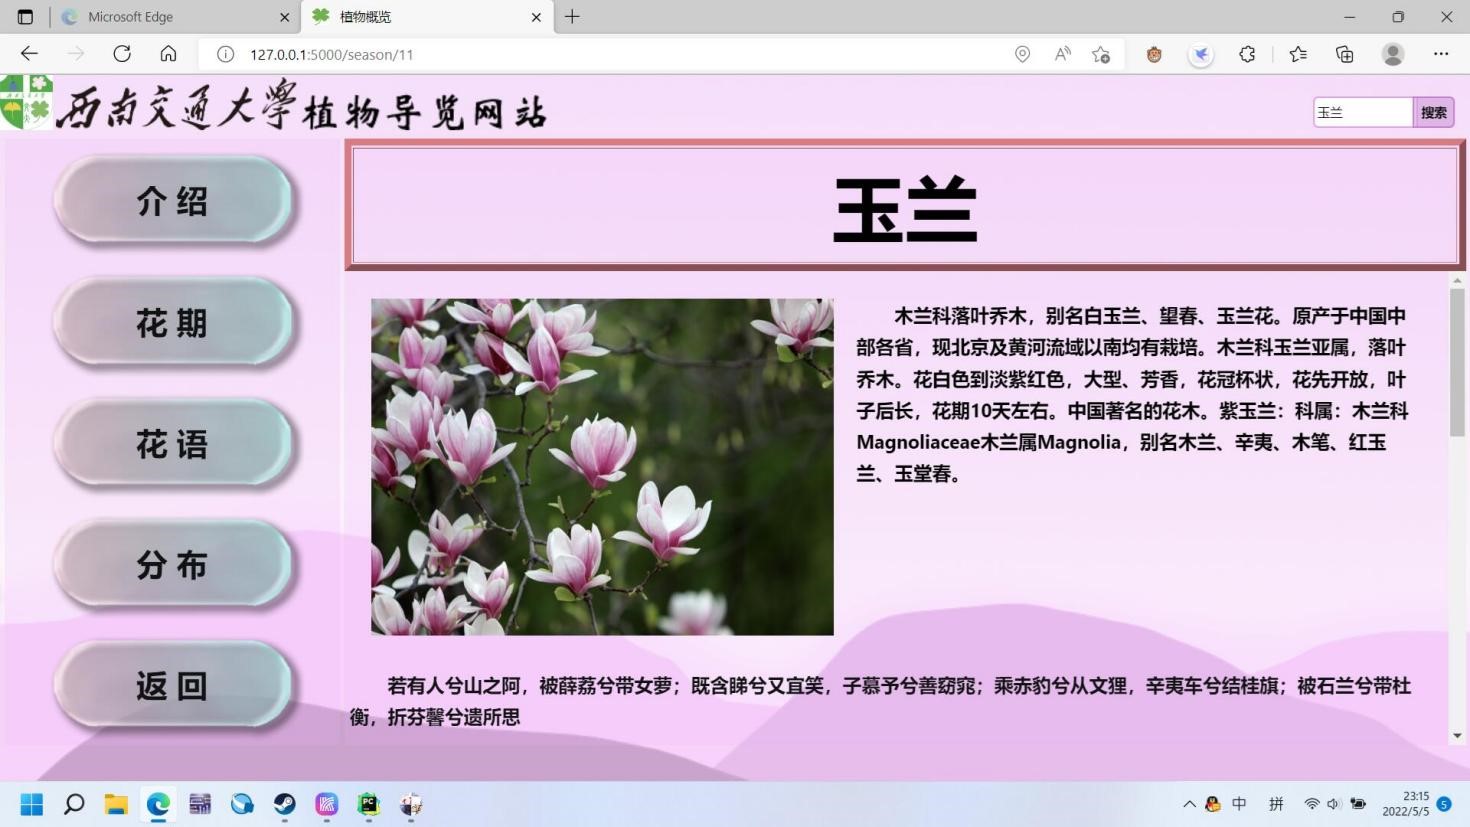 Microsoft Edge
植物概览
127.0.0.1:5000/season/11
西南交通大学植物导览网站
玉兰
搜索
介 绍
花 期
花 语
分 布
返 回
玉兰
木兰科落叶乔木，别名白玉兰、望春、玉兰花。原产于中国中
部各省，现北京及黄河流域以南均有栽培。木兰科玉兰亚属，落叶
乔木。花白色到淡紫红色，大型、芳香，花冠杯状，花先开放，叶
子后长，花期10天左右。中国著名的花木。紫玉兰：科属：木兰科
Magnoliaceae木兰属Magnolia，别名木兰、辛夷、木笔、红玉
兰、玉堂春。
若有人兮山之阿，被薜荔兮带女萝；既含睇兮又宜笑，子慕予兮善窈窕；乘赤豹兮从文狸，辛夷车兮结桂旗；被石兰兮带杜
衡，折芬馨兮遗所思
中
拼
23:15
2022/5/5
5